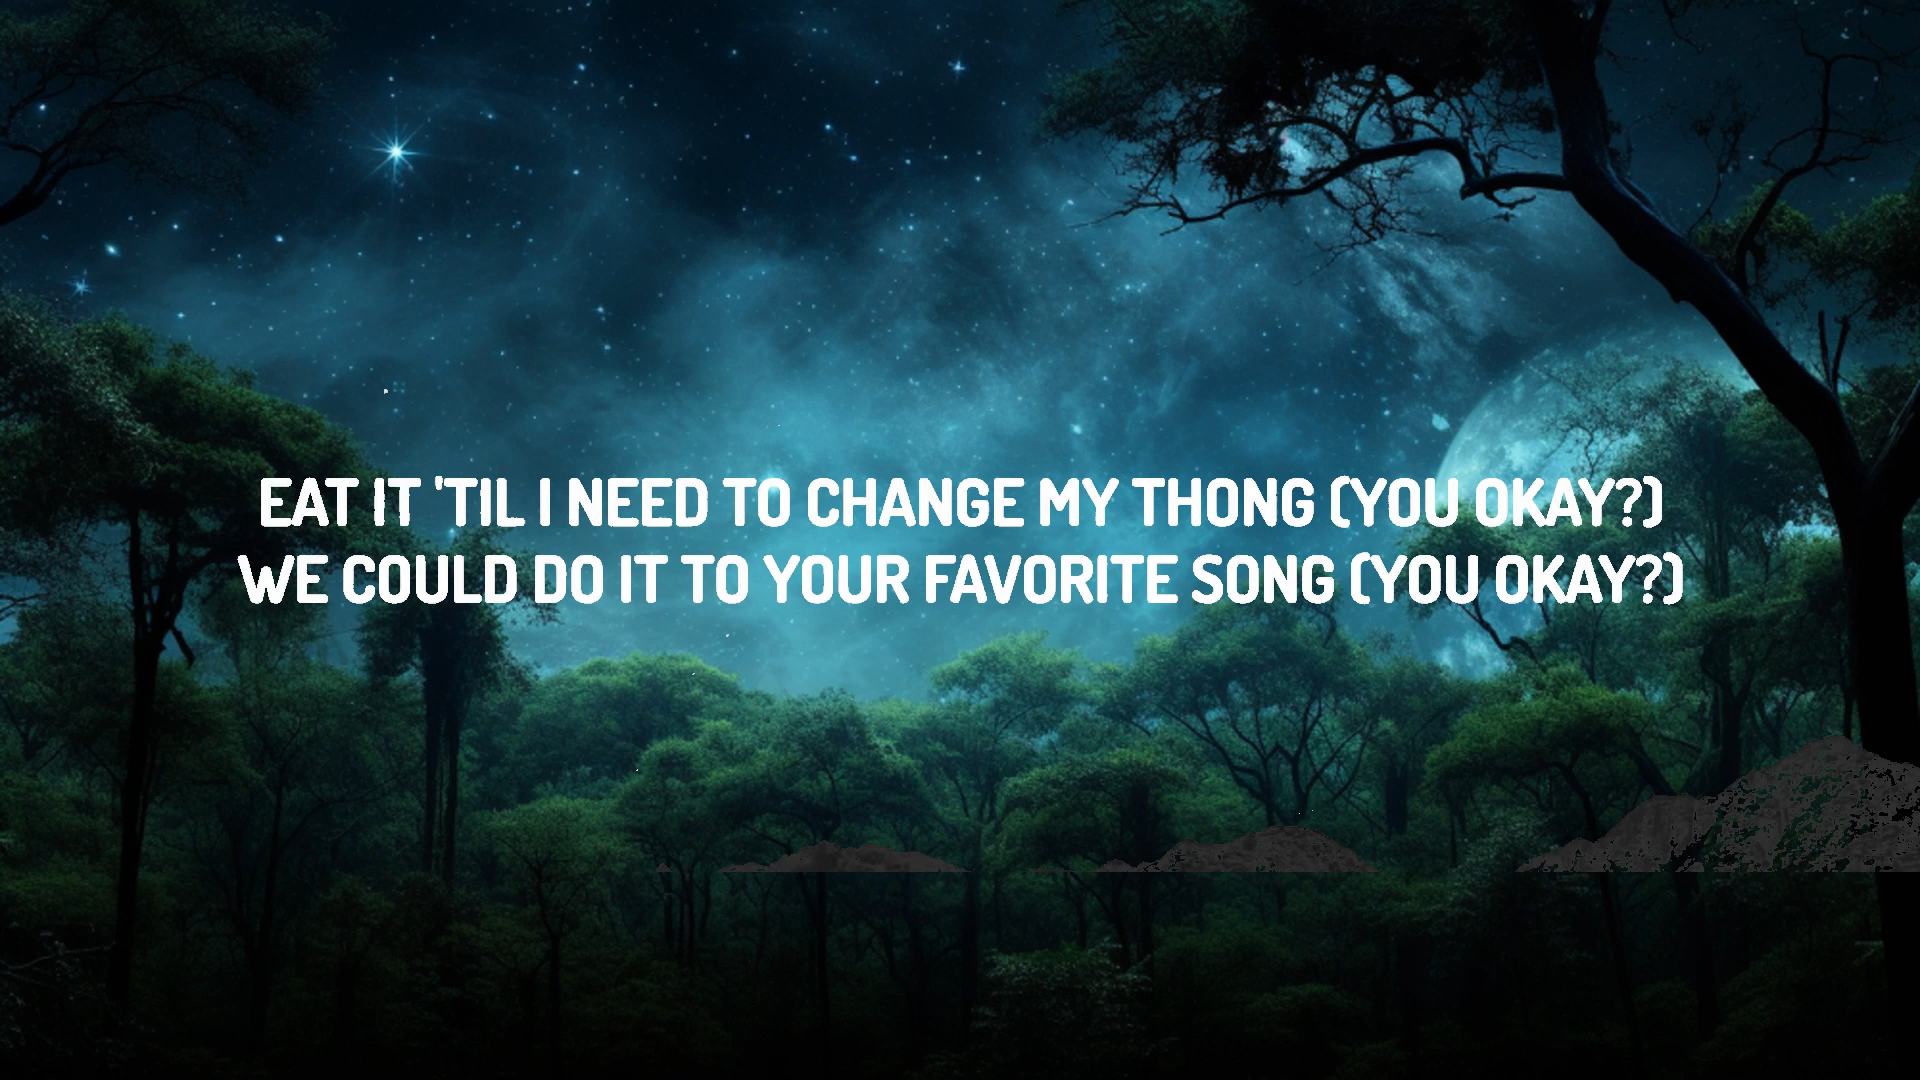 EAT IT 'TIL I NEED TO CHANGE MY THONG (YOU OKAY?)
WE COULD DO IT TO YOUR FAVORITE SONG (YOU OKAY?)